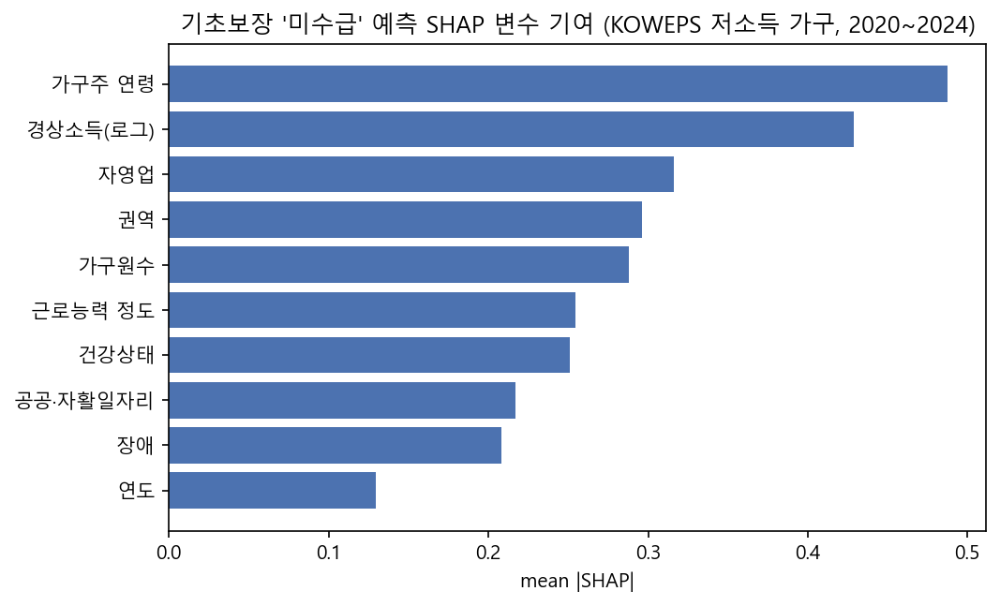 기초보장 '미수급' 예측 SHAP 변수 기여 (KOWEPS 저소득 가구, 2020~2024)
가구주 연령
경상소득(로그)
자영업
권역
가구원수
근로능력 정도
건강상태
공공·자활일자리
장애
연도
0.0 0.1 0.2 0.3 0.4 0.5
mean |SHAP|